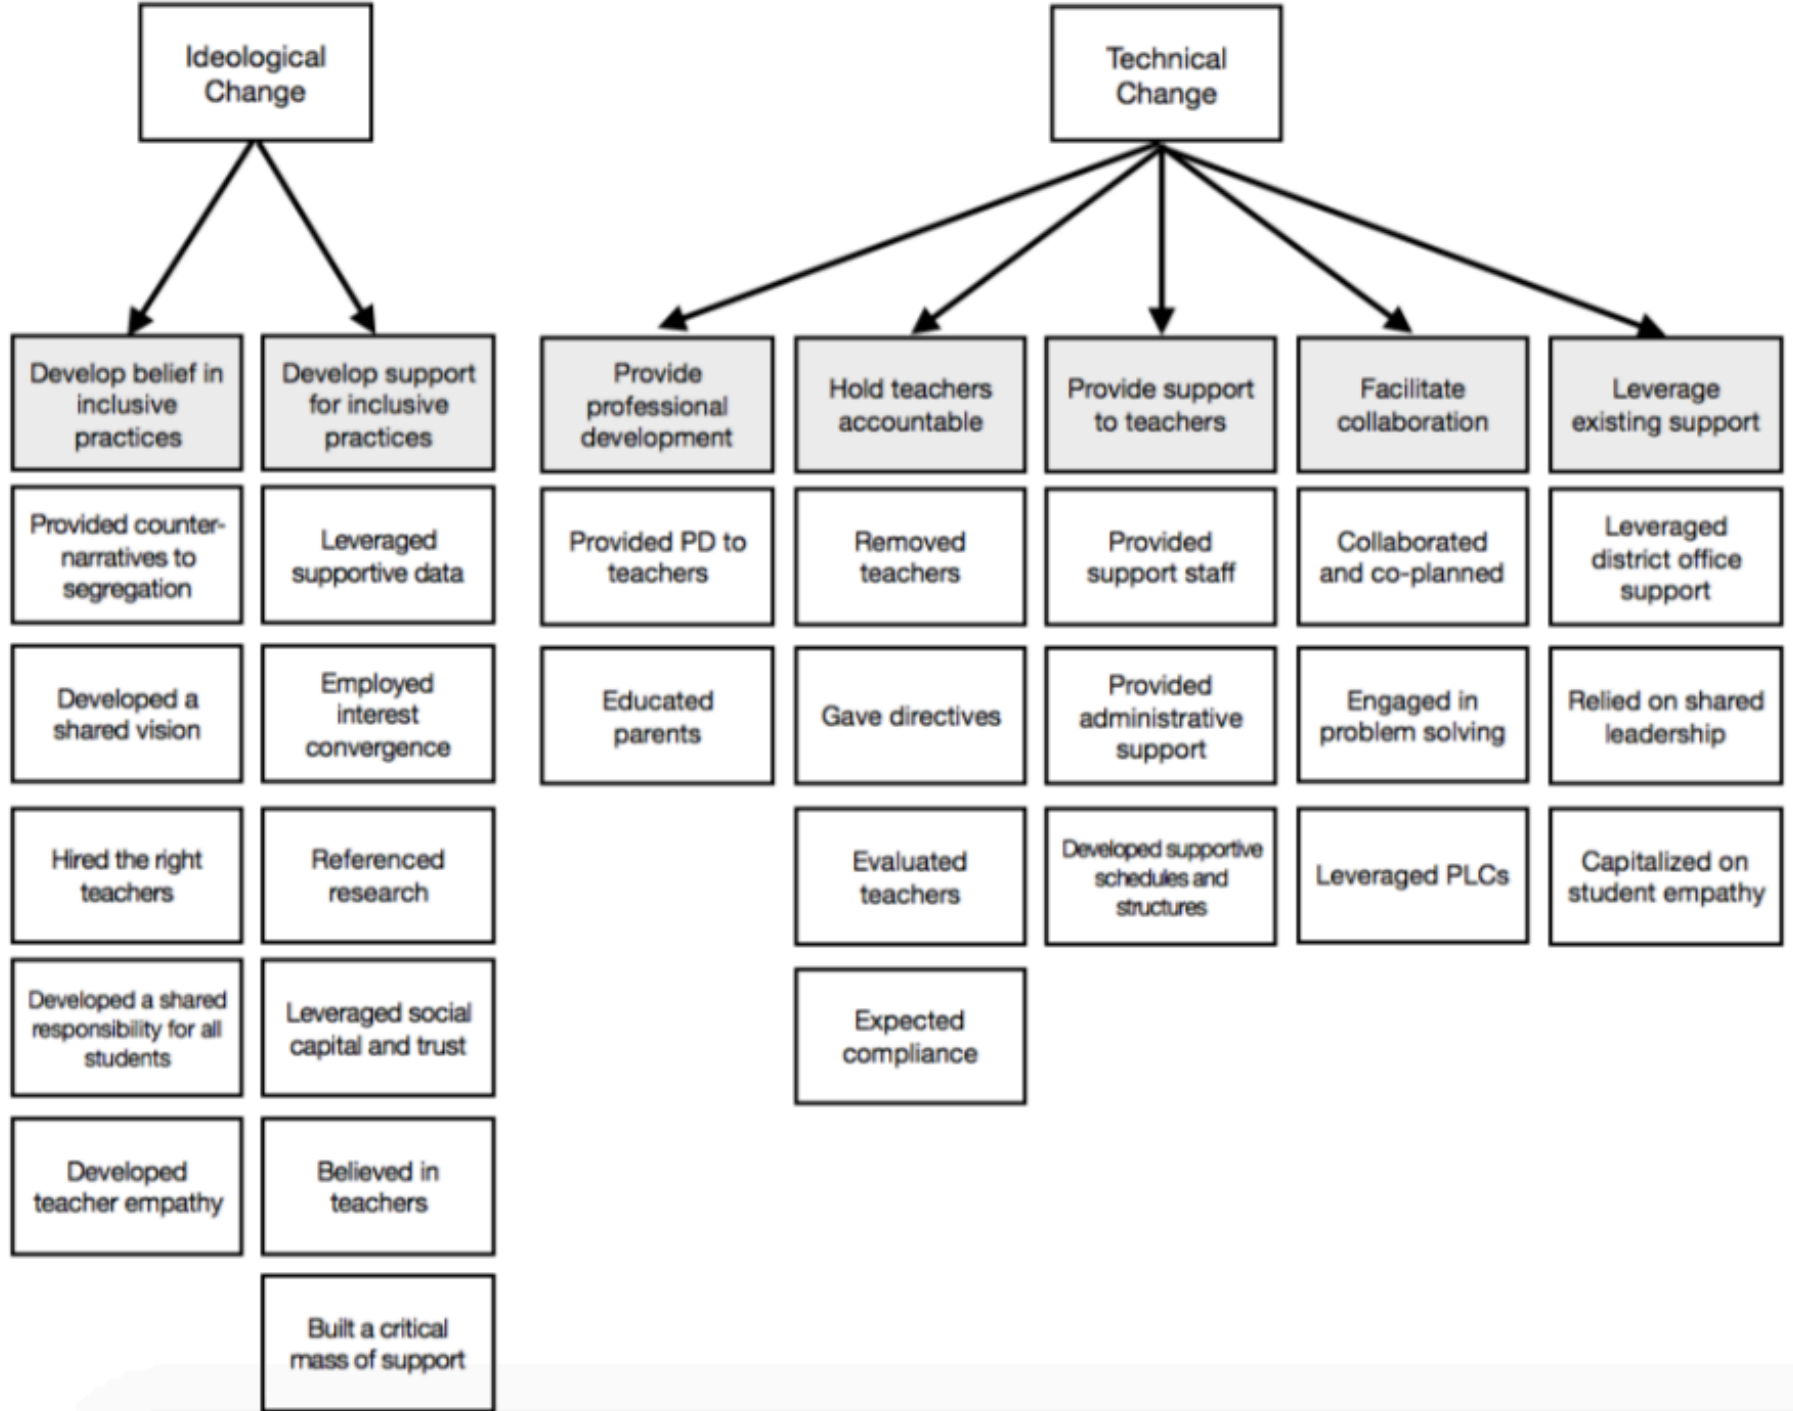 Ideological
Change
Technical
Change
Develop belief in
inclusive
practices
Develop support
for inclusive
practices
Provide
professional
development
Hold teachers
accountable
Provide support
to teachers
Facilitate
collaboration
Leverage
existing support
Provided counter-
narratives to
segregation
Leveraged
supportive data
Provided PD to
teachers
Removed
teachers
Provided
support staff
Collaborated
and co-planned
Leveraged
district office
support
Developed a
shared vision
Employed
interest
convergence
Educated
parents
Gave directives
Provided
administrative
support
Engaged in
problem solving
Relied on shared
leadership
Hired the right
teachers
Referenced
research
Evaluated
teachers
Developed supportive
schedules and
structures
Leveraged PLCs
Capitalized on
student empathy
Developed a shared
responsibility for all
students
Leveraged social
capital and trust
Expected
compliance
Developed
teacher empathy
Believed in
teachers
Built a critical
mass of support